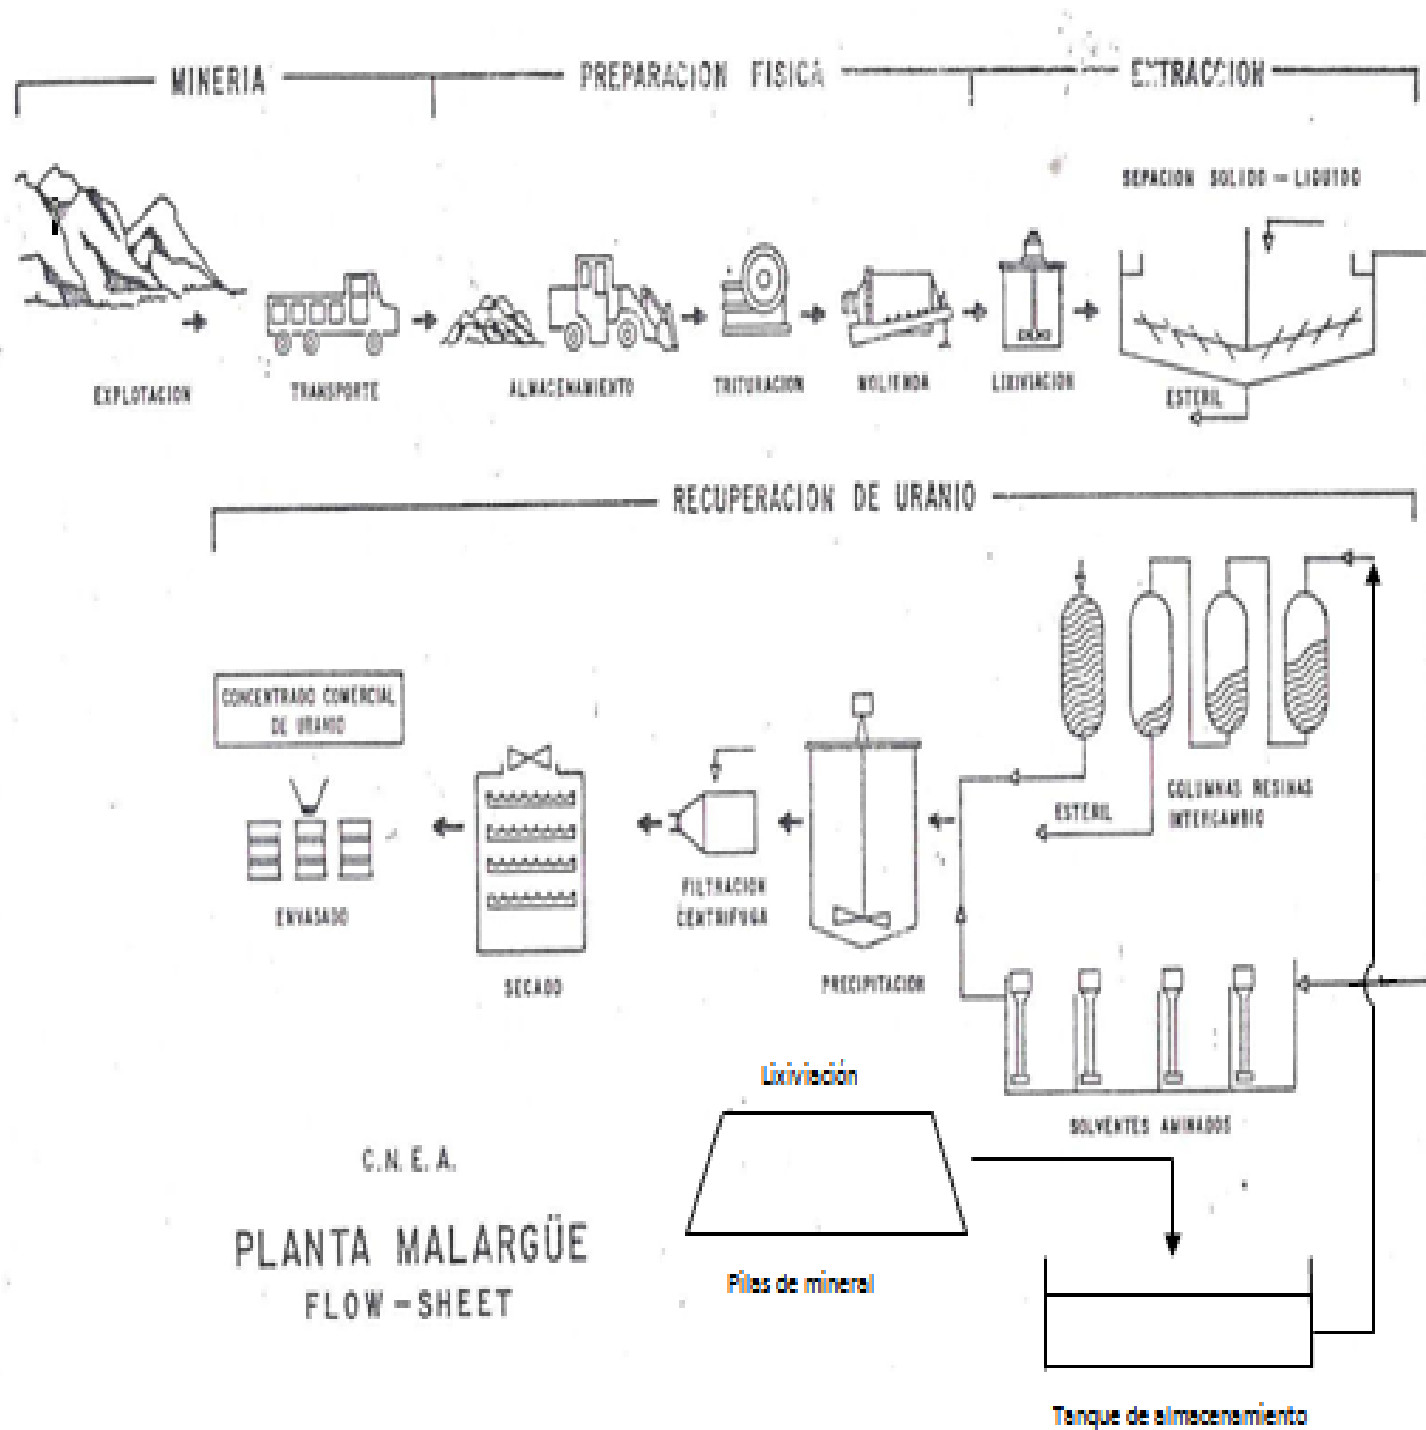 MINERIA
PREPARACION FISICA
EXTRACCION
SEPACION SOLIDO - LIQUIDO
EXPLOTACION
TRANSPORTE
ALMACENAMIENTO
TRITURACION
MOLIENDA
LIXIVIACION
ESTERIL
RECUPERACION DE URANIO
CONCENTRADO COMERCIAL
DE URANIO
COLUMNAS RESINAS
INTERCAMBIO
ESTERIL
ENVASADO
SECADO
FILTRACION
CENTRIFUGA
PRECIPITACION
SOLVENTES AMINADOS
Lixiviación
Pilas de mineral
Tanque de almacenamiento
C.N.E.A.
PLANTA MALARGÜE
FLOW-SHEET